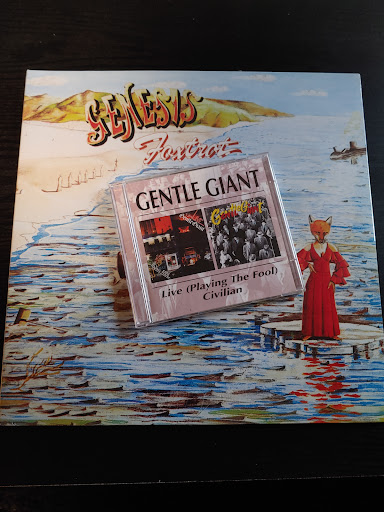 GENESIS
Foxtrot
GENTLE GIANT
Live (Playing The Fool)
Civilian